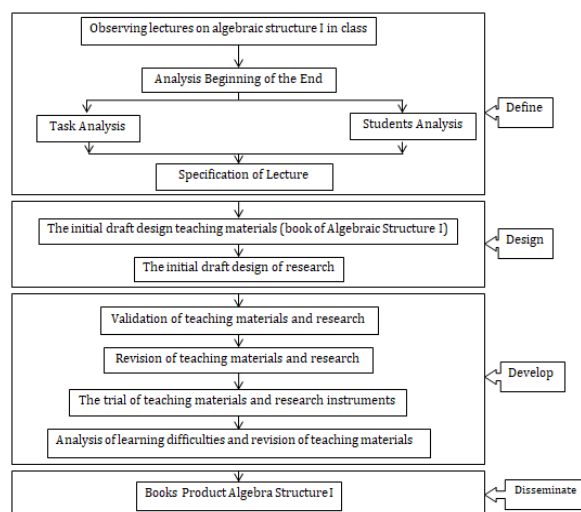 Observing lectures on algebraic structure I in class
Analysis Beginning of the End
Define
Task Analysis
Students Analysis
Specification of Lecture
The initial draft design teaching materials (book of Algebraic Structure I)
Design
The initial draft design of research
Validation of teaching materials and research
Revision of teaching materials and research
Develop
The trial of teaching materials and research instruments
Analysis of learning difficulties and revision of teaching materials
Books Product Algebra Structure I
Disseminate